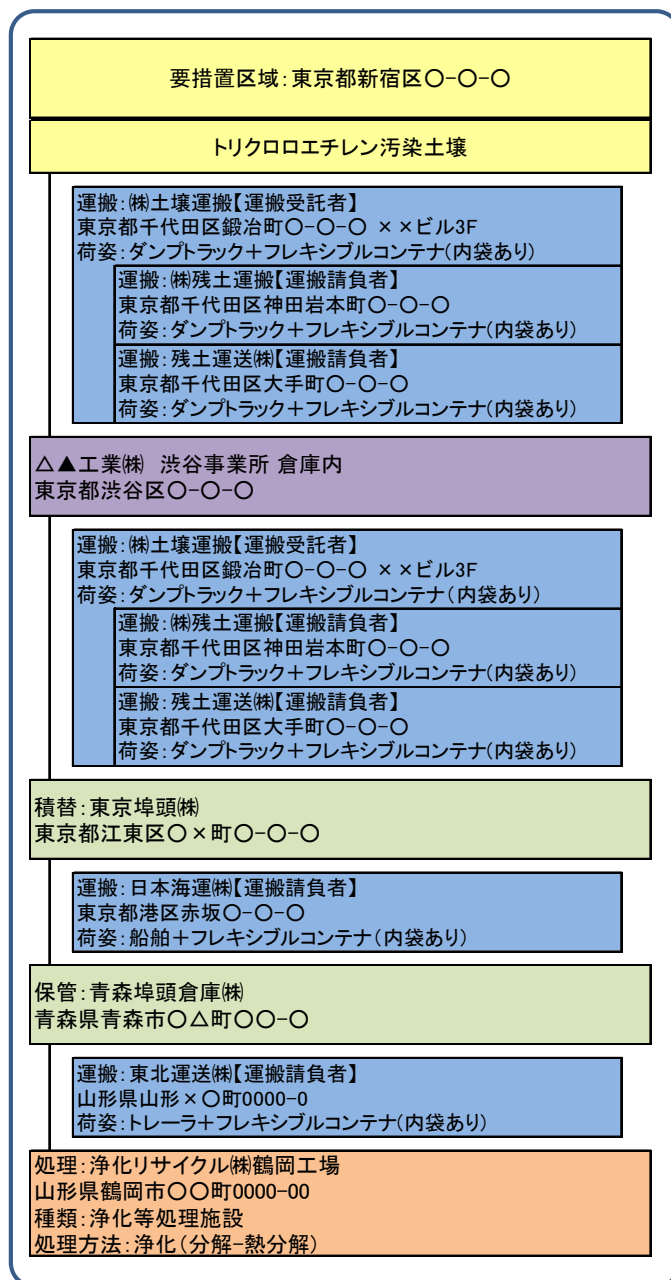 要措置区域：東京都新宿区〇-〇-〇
トリクロロエチレン汚染土壌
運搬：㈱土壌運搬【運搬受託者】
東京都千代田区鍛冶町〇-〇-〇 ××ビル3F
荷姿：ダンプトラック＋フレキシブルコンテナ(内袋あり)
運搬：㈱残土運搬【運搬請負者】
東京都千代田区神田岩本町〇-〇-〇
荷姿：ダンプトラック＋フレキシブルコンテナ(内袋あり)
運搬：残土運送㈱【運搬請負者】
東京都千代田区大手町〇-〇-〇
荷姿：ダンプトラック＋フレキシブルコンテナ(内袋あり)
△▲工業㈱ 渋谷事業所 倉庫内
東京都渋谷区〇-〇-〇
運搬：㈱土壌運搬【運搬受託者】
東京都千代田区鍛冶町〇-〇-〇 ××ビル3F
荷姿：ダンプトラック＋フレキシブルコンテナ（内袋あり）
運搬：㈱残土運搬【運搬請負者】
東京都千代田区神田岩本町〇-〇-〇
荷姿：ダンプトラック＋フレキシブルコンテナ(内袋あり)
運搬：残土運送㈱【運搬請負者】
東京都千代田区大手町〇-〇-〇
荷姿：ダンプトラック＋フレキシブルコンテナ(内袋あり)
積替：東京埠頭㈱
東京都江東区〇×町〇-〇-〇
運搬：日本海運㈱【運搬請負者】
東京都港区赤坂〇-〇-〇
荷姿：船舶＋フレキシブルコンテナ（内袋あり）
保管：青森埠頭倉庫㈱
青森県青森市〇△町〇〇-〇
運搬：東北運送㈱【運搬請負者】
山形県山形×〇町0000-0
荷姿：トレーラ＋フレキシブルコンテナ(内袋あり)
処理：浄化リサイクル㈱鶴岡工場
山形県鶴岡市〇〇町0000-00
種類：浄化等処理施設
処理方法：浄化（分解-熱分解）